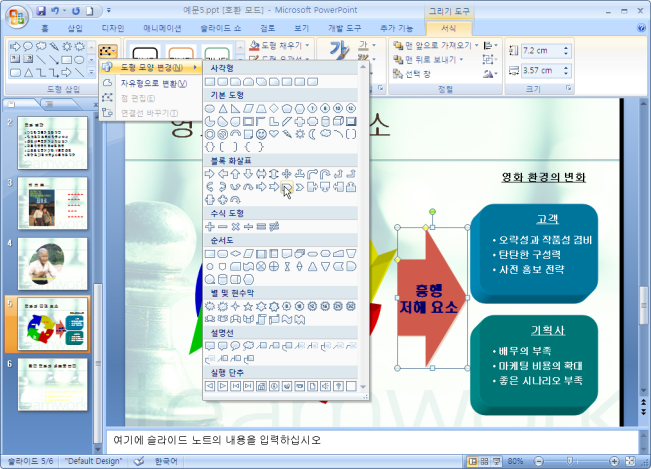 예문5.ppt [호환 모드] - Microsoft PowerPoint
그리기 도구
홈 삽입 디자인 애니메이션 슬라이드 쇼 검토 보기 개발 도구 추가 기능 서식
도형 채우기
맨 앞으로 가져오기
맨 뒤로 보내기
선택 창
7.2 cm
3.57 cm
도형 삽입
정렬
크기
도형 모양 변경(N)
자유형으로 변환(V)
점 편집(E)
연결선 바꾸기(T)
사각형
기본 도형
블록 화살표
수식 도형
순서도
별 및 현수막
설명선
실행 단추
2
3
4
5
6
소
영화 환경의 변화
흥행
저해 요소
고객
• 오락성과 작품성 겸비
• 탄탄한 구성력
• 사전 홍보 전략
기획사
• 배우의 부족
• 마케팅 비용의 확대
• 좋은 시나리오 부족
여기에 슬라이드 노트의 내용을 입력하십시오
슬라이드 5/6 "Default Design" 한국어 80%